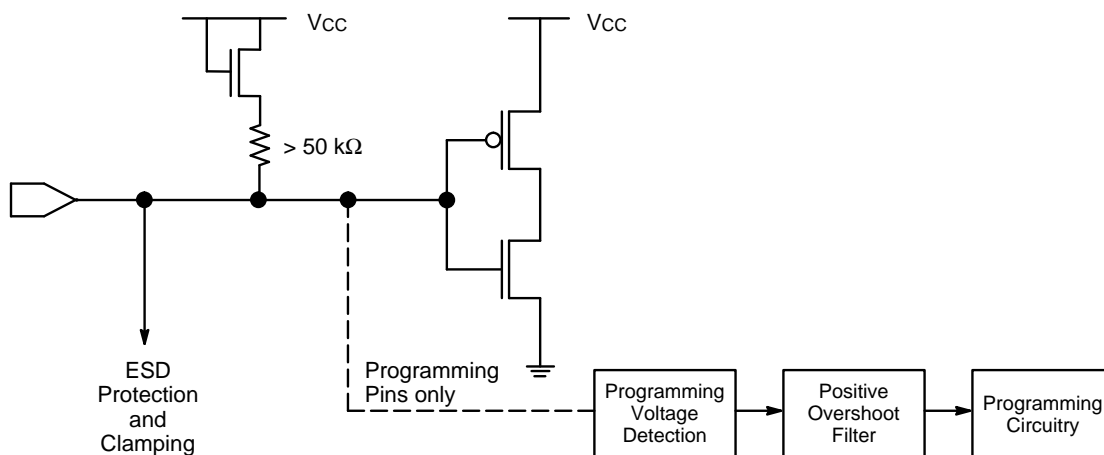 VCC
VCC
> 50 kΩ
ESD
Protection
and
Clamping
Programming
Pins only
Programming
Voltage
Detection
Positive
Overshoot
Filter
Programming
Circuitry